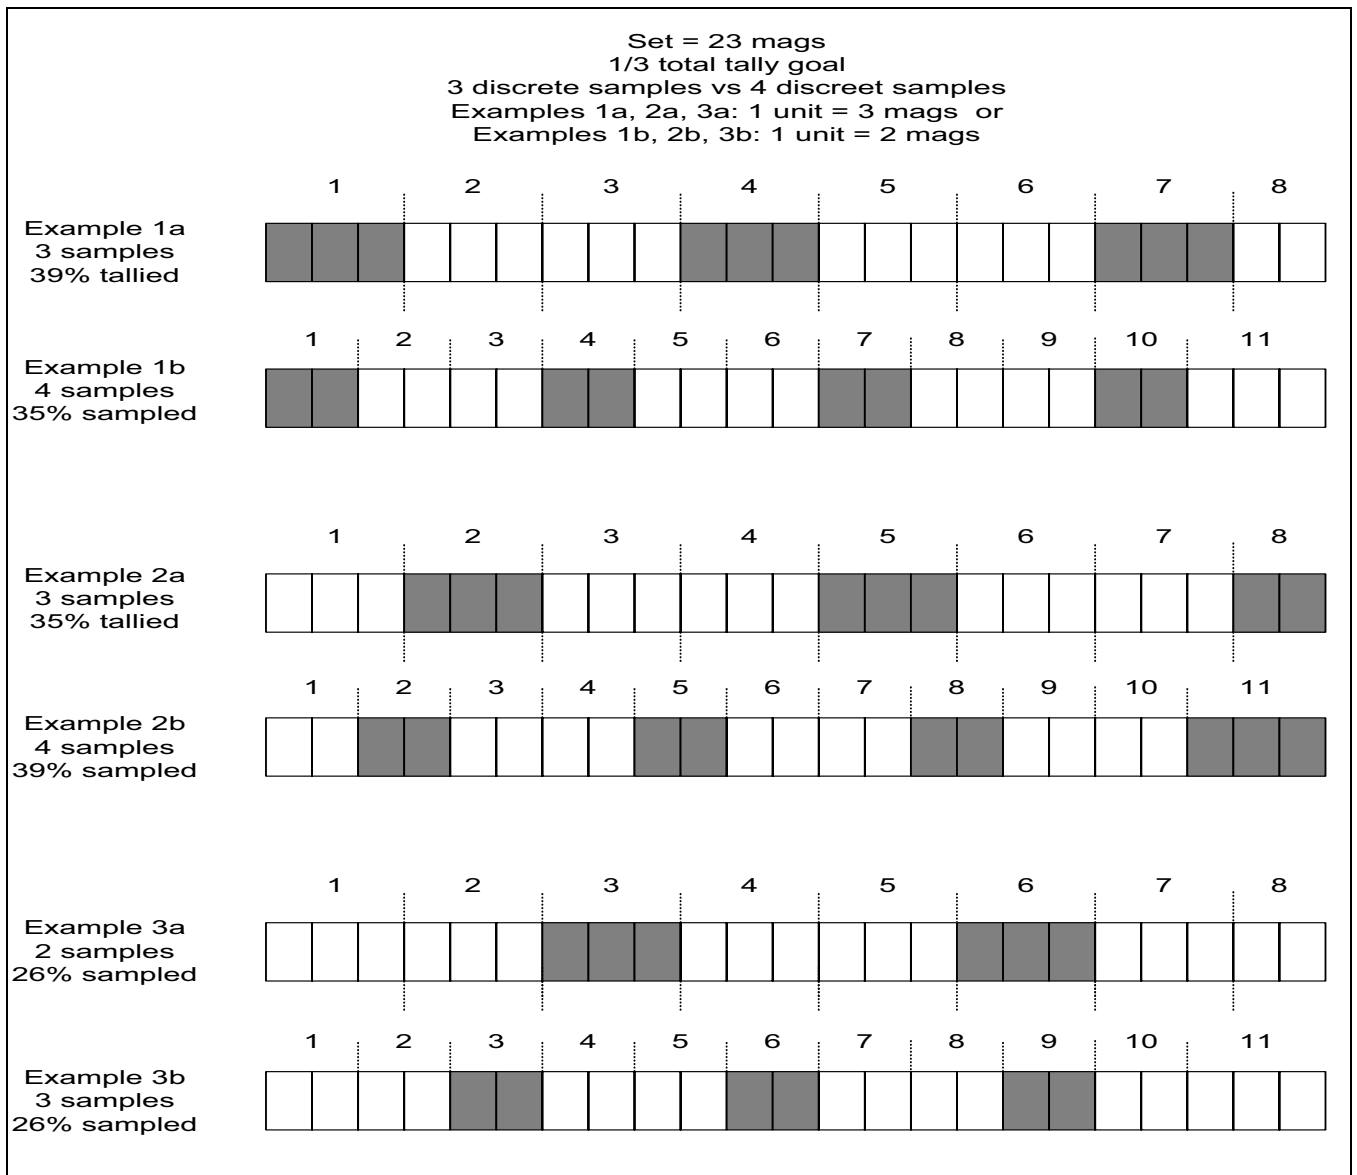 Set = 23 mags
1/3 total tally goal
3 discrete samples vs 4 discreet samples
Examples 1a, 2a, 3a: 1 unit = 3 mags or
Examples 1b, 2b, 3b: 1 unit = 2 mags
1 2 3 4 5 6 7 8
Example 1a
3 samples
39% tallied
1 2 3 4 5 6 7 8 9 10 11
Example 1b
4 samples
35% sampled
1 2 3 4 5 6 7 8
Example 2a
3 samples
35% tallied
1 2 3 4 5 6 7 8 9 10 11
Example 2b
4 samples
39% sampled
1 2 3 4 5 6 7 8
Example 3a
2 samples
26% sampled
1 2 3 4 5 6 7 8 9 10 11
Example 3b
3 samples
26% sampled